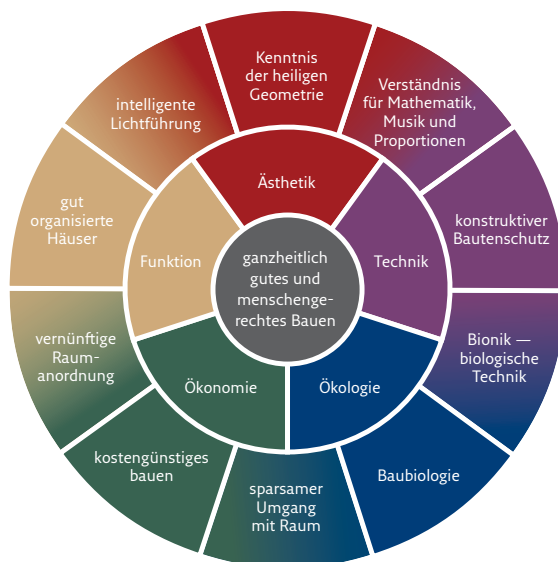 Kenntnis
der heiligen
Geometrie
Verständnis
für Mathematik,
Musik und
Proportionen
konstruktiver
Bautenschutz
Bionik —
biologische
Technik
Baubiologie
sparsamer
Umgang
mit Raum
kostengünstiges
bauen
vernünftige
Raum-
anordnung
gut
organisierte
Häuser
intelligente
Lichtführung
Ästhetik
Technik
Ökologie
Ökonomie
Funktion
ganzheitlich
gutes und
menschenge-
rechtes Bauen